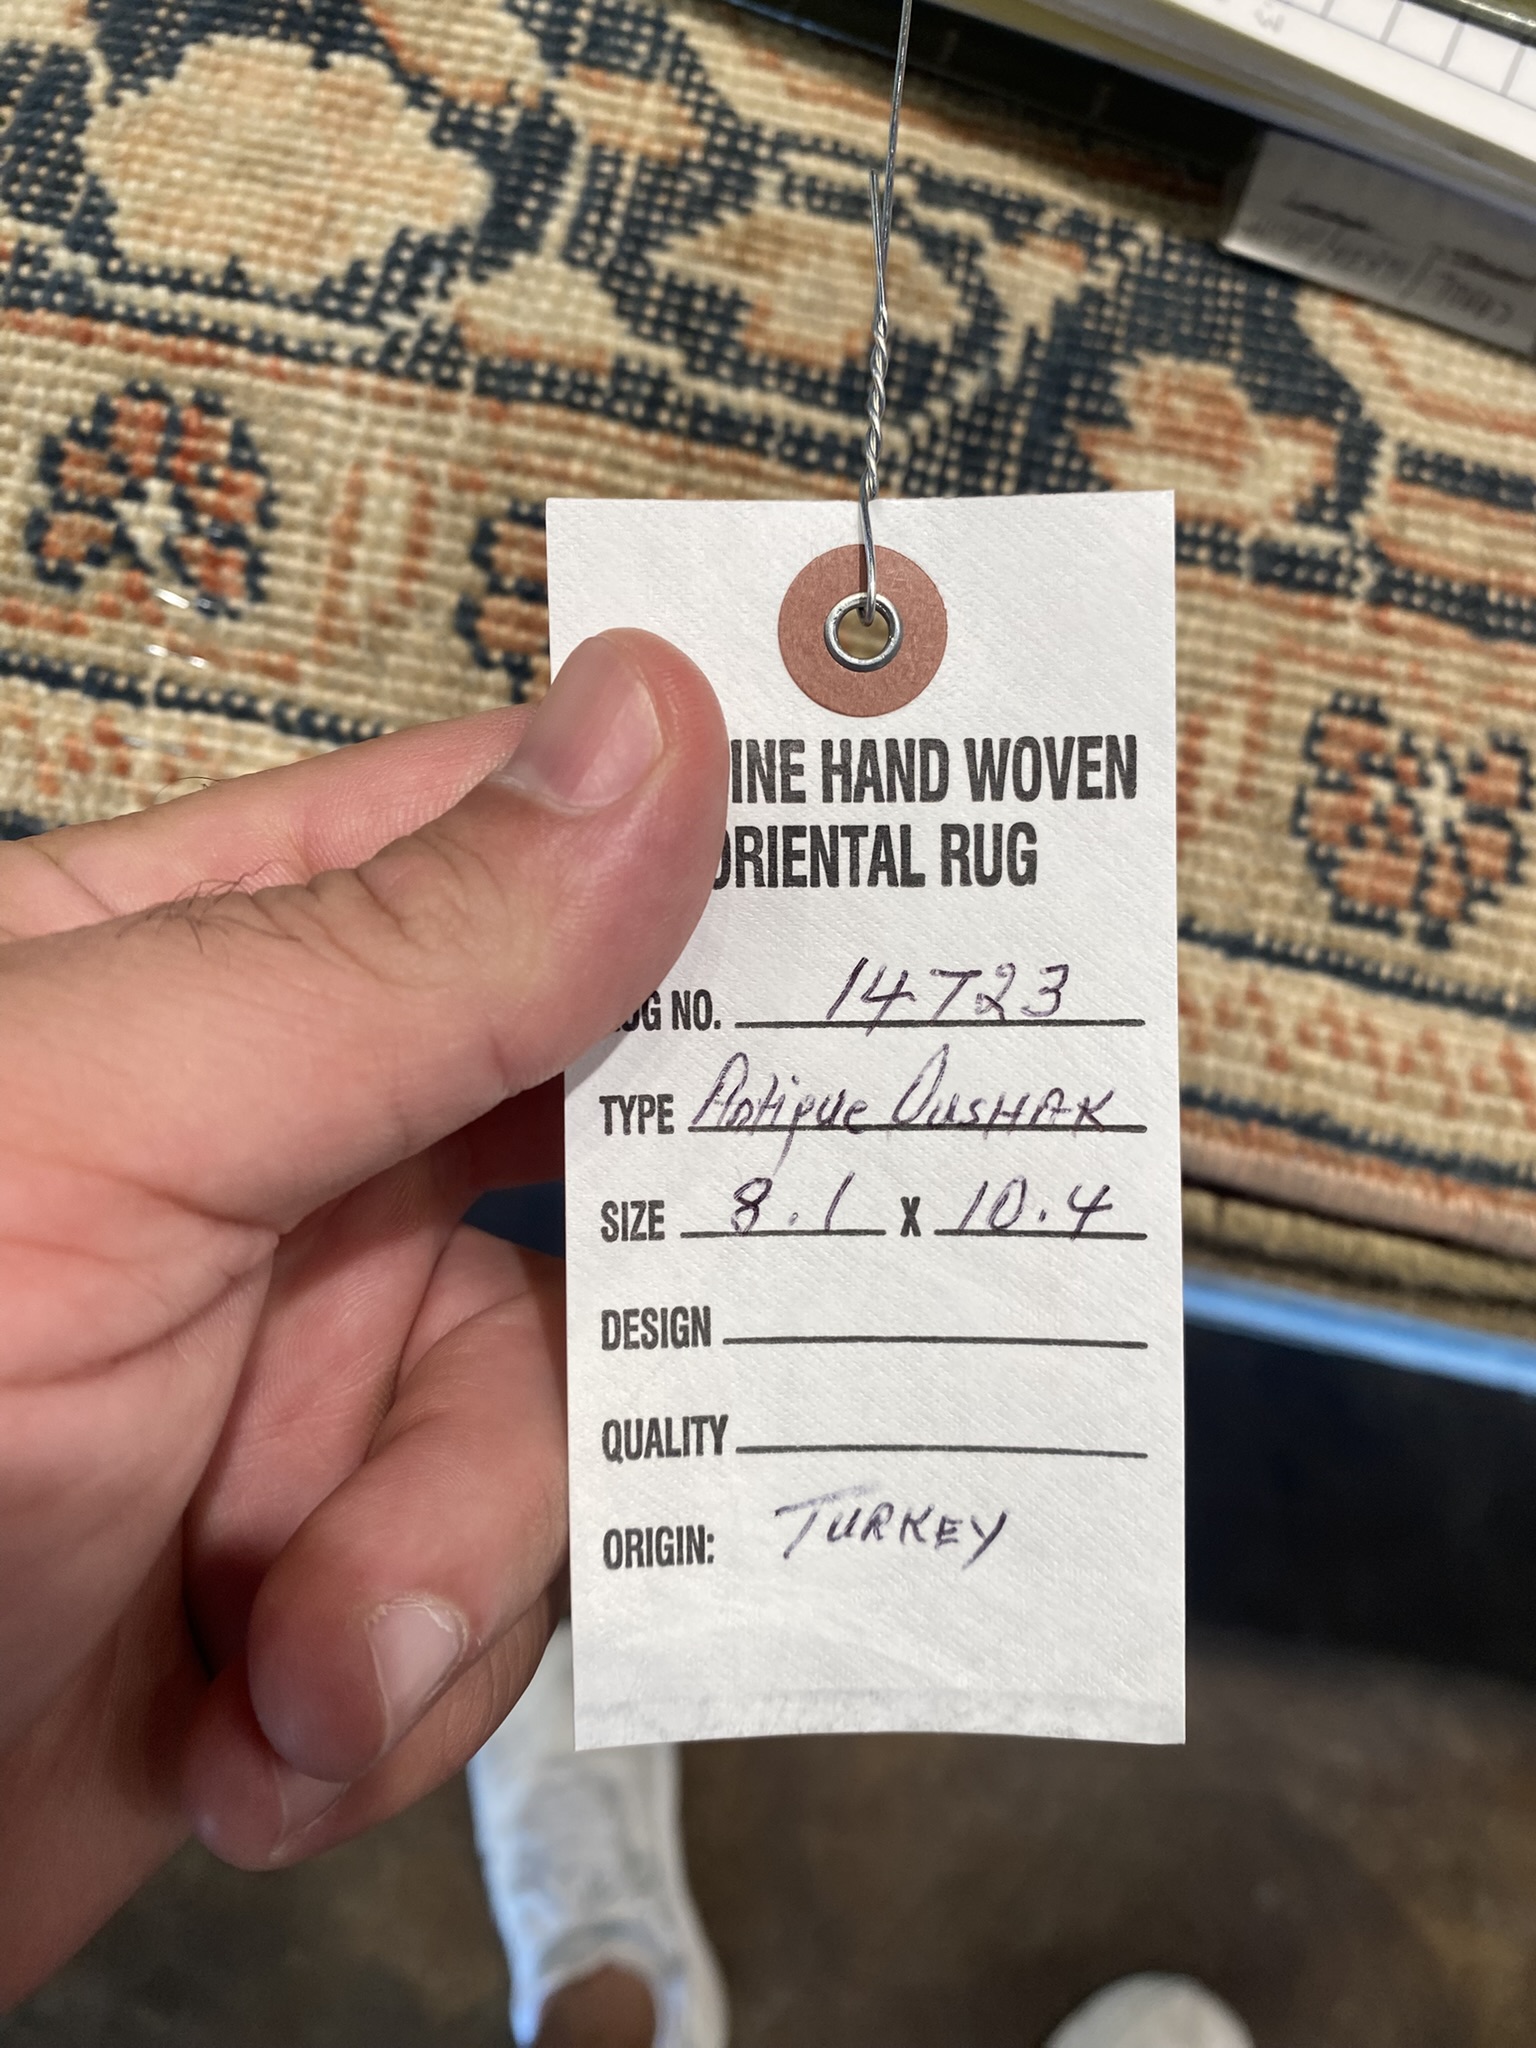 INE HAND WOVEN
ORIENTAL RUG
RUG NO. 14723
TYPE Antique OusHAK
SIZE 8.1 X 10.4
DESIGN
QUALITY
ORIGIN: TURKEY